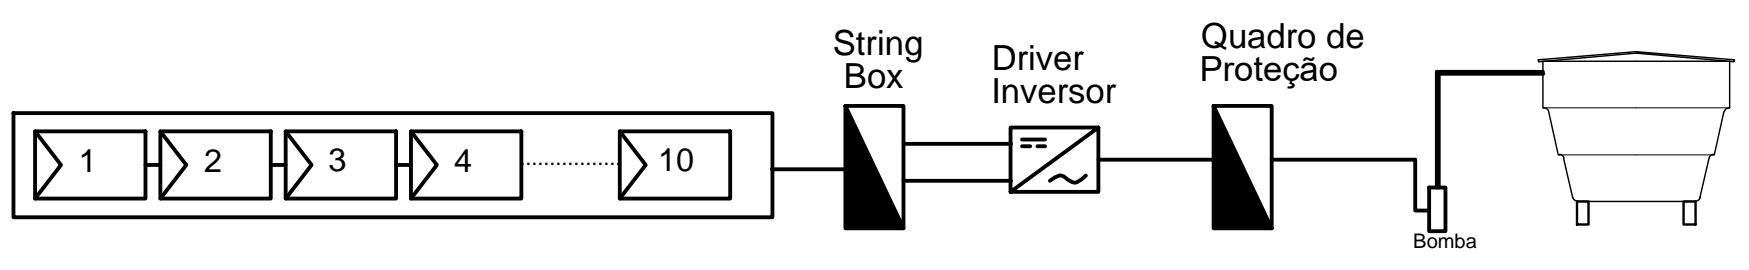 String
Box
Driver
Inversor
Quadro de
Proteção
1
2
3
4
10
Bomba